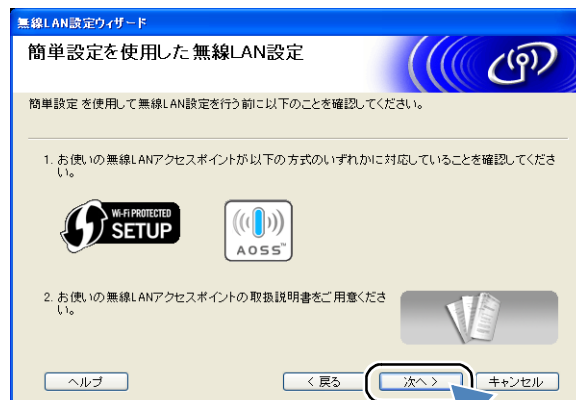 無線LAN設定ウィザード
簡単設定を使用した無線LAN設定
簡単設定 を使用して無線LAN設定を行う前に以下のことを確認してください。
1. お使いの無線LANアクセスポイントが以下の方式のいずれかに対応していることを確認してくださ
い。
Wi-Fi PROTECTED
SETUP
AOSS™
2. お使いの無線LANアクセスポイントの取扱説明書をご用意くださ
い。
ヘルプ
< 戻る
次へ >
キャンセル